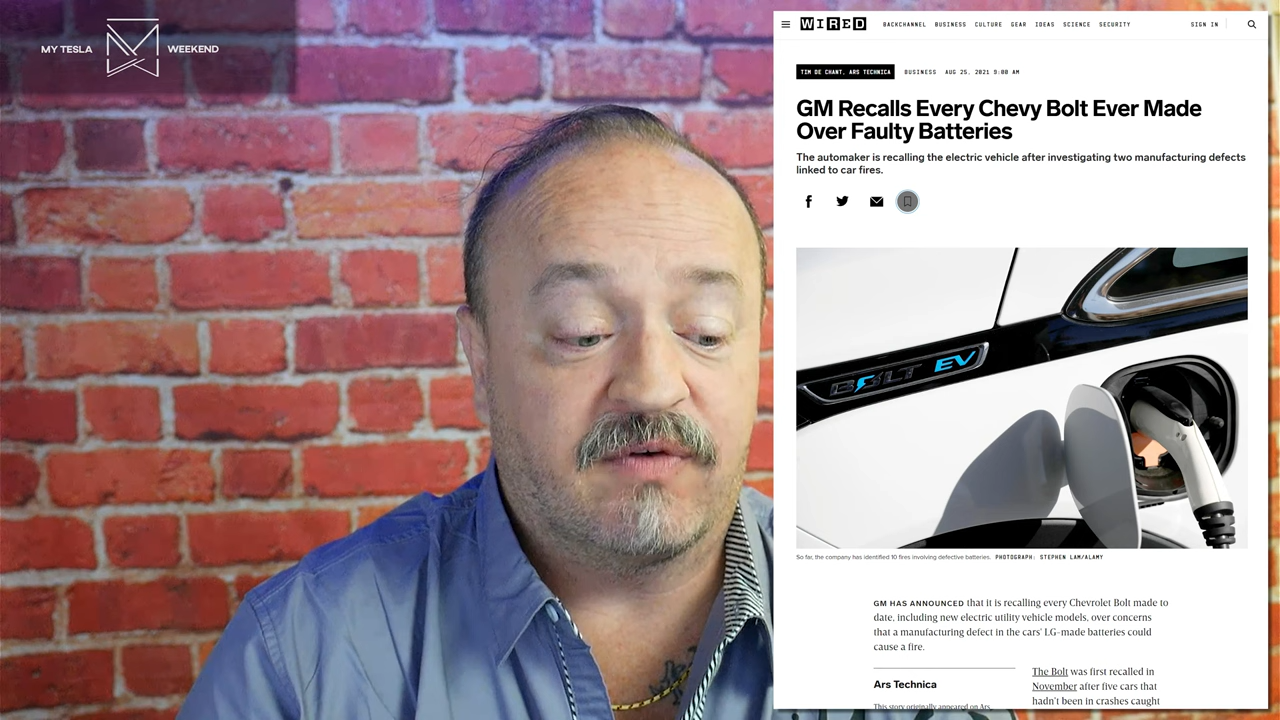 MY TESLA WEEKEND
WIRED
BACKCHANNEL BUSINESS CULTURE GEAR IDEAS SCIENCE SECURITY
SIGN IN
TIM DE CHANT, ARS TECHNICA
BUSINESS AUG 25, 2021 9:00 AM
GM Recalls Every Chevy Bolt Ever Made
Over Faulty Batteries
The automaker is recalling the electric vehicle after investigating two manufacturing defects
linked to car fires.
BOLT EV
So far, the company has identified 10 fires involving defective batteries. PHOTOGRAPH: STEPHEN LAM/ALAMY
GM HAS ANNOUNCED that it is recalling every Chevrolet Bolt made to
date, including new electric utility vehicle models, over concerns
that a manufacturing defect in the cars' LG-made batteries could
cause a fire.
Ars Technica
This story originally appeared on Ars
The Bolt was first recalled in
November after five cars that
hadn't been in crashes caught